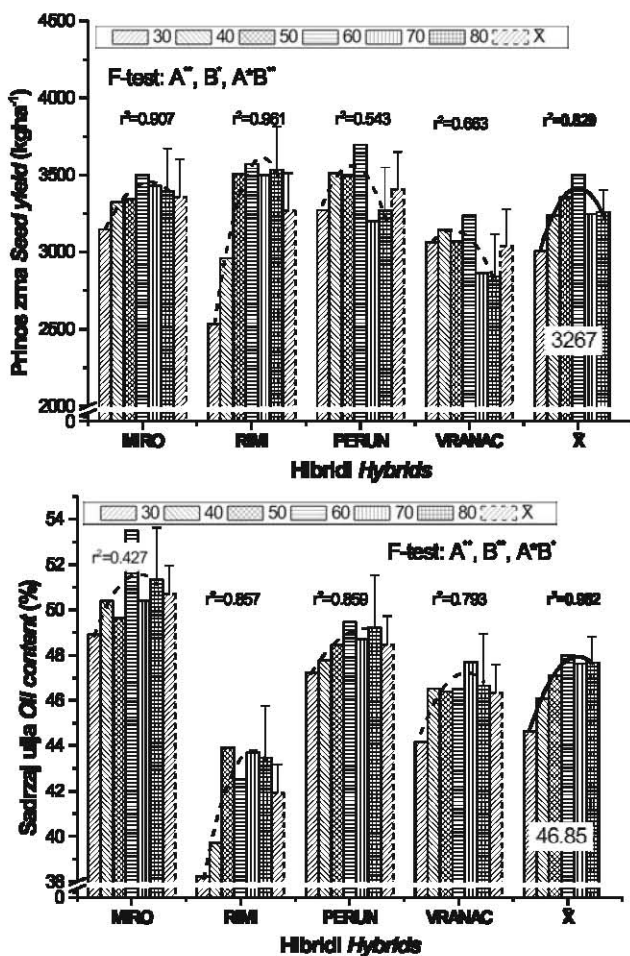 4500
30 40 50 60 70 80 X̄
F-test: A**, B*, A*B**
4000
r²=0.907 r²=0.961 r²=0.543 r²=0.663 r²=0.829
3500
3000
2500
3267
2000
0
MIRO RIMI PERUN VRANAC X̄
Hibridi Hybrids
Prinos zrna Seed yield (kgha⁻¹)
30 40 50 60 70 80 X̄
54
F-test: A**, B**, A*B*
52
r²=0.427 r²=0.857 r²=0.859 r²=0.793 r²=0.982
50
48
46
44
42
40
46.85
38
0
MIRO RIMI PERUN VRANAC X̄
Hibridi Hybrids
Sadrzaj ulja Oil content (%)